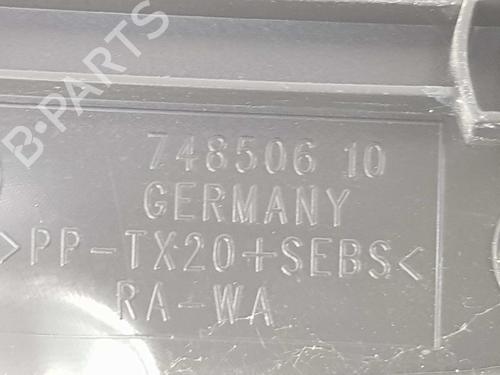 B·PARTS
748506 10
GERMANY
>PP-TX20+SEBS<
RA-WA